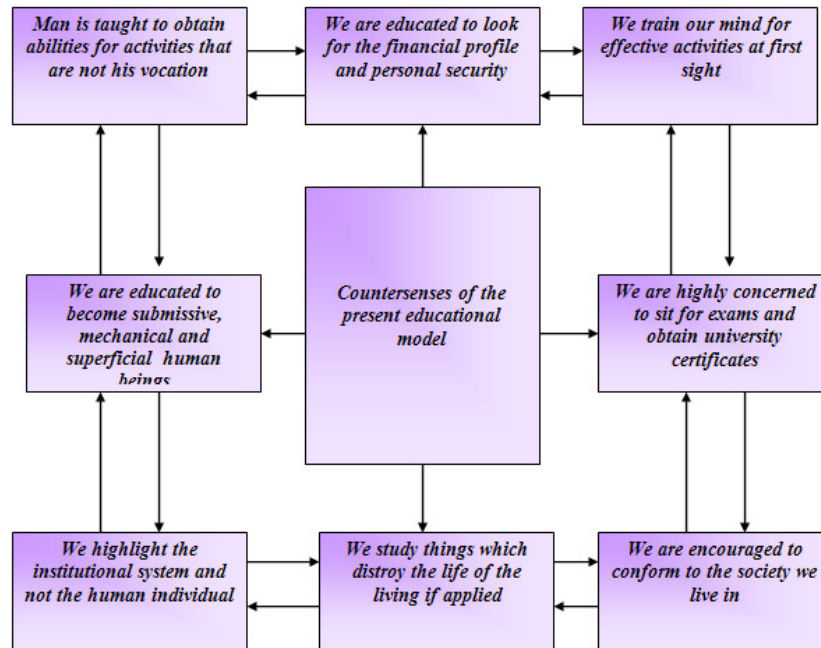 Man is taught to obtain
abilities for activities that
are not his vocation
We are educated to look
for the financial profile
and personal security
We train our mind for
effective activities at first
sight
We are educated to
become submissive,
mechanical and
superficial human
beings
Countersenses of the
present educational
model
We are highly concerned
to sit for exams and
obtain university
certificates
We highlight the
institutional system and
not the human individual
We study things which
distroy the life of the
living if applied
We are encouraged to
conform to the society we
live in